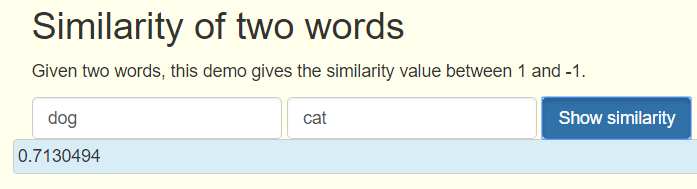 Similarity of two words
Given two words, this demo gives the similarity value between 1 and -1.
dog cat Show similarity
0.7130494